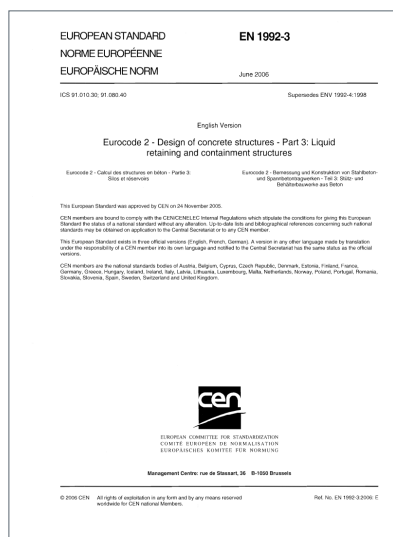 EUROPEAN STANDARD
NORME EUROPÉENNE
EUROPÄISCHE NORM
EN 1992-3
June 2006
ICS 91.010.30; 91.080.40
Supersedes ENV 1992-4:1998
English Version
Eurocode 2 - Design of concrete structures - Part 3: Liquid
retaining and containment structures
Eurocode 2 - Calcul des structures en béton - Partie 3:
Silos et réservoirs
Eurocode 2 - Bemessung und Konstruktion von Stahlbeton-
und Spannbetontragwerken - Teil 3: Stütz- und
Behälterbauwerke aus Beton
This European Standard was approved by CEN on 24 November 2005.
CEN members are bound to comply with the CEN/CENELEC Internal Regulations which stipulate the conditions for giving this European
Standard the status of a national standard without any alteration. Up-to-date lists and bibliographical references concerning such national
standards may be obtained on application to the Central Secretariat or to any CEN member.
This European Standard exists in three official versions (English, French, German). A version in any other language made by translation
under the responsibility of a CEN member into its own language and notified to the Central Secretariat has the same status as the official
versions.
CEN members are the national standards bodies of Austria, Belgium, Cyprus, Czech Republic, Denmark, Estonia, Finland, France,
Germany, Greece, Hungary, Iceland, Ireland, Italy, Latvia, Lithuania, Luxembourg, Malta, Netherlands, Norway, Poland, Portugal, Romania,
Slovakia, Slovenia, Spain, Sweden, Switzerland and United Kingdom.
cen
EUROPEAN COMMITTEE FOR STANDARDIZATION
COMITÉ EUROPÉEN DE NORMALISATION
EUROPÄISCHES KOMITEE FÜR NORMUNG
Management Centre: rue de Stassart, 36 B-1050 Brussels
© 2006 CEN All rights of exploitation in any form and by any means reserved
worldwide for CEN national Members.
Ref. No. EN 1992-3:2006: E